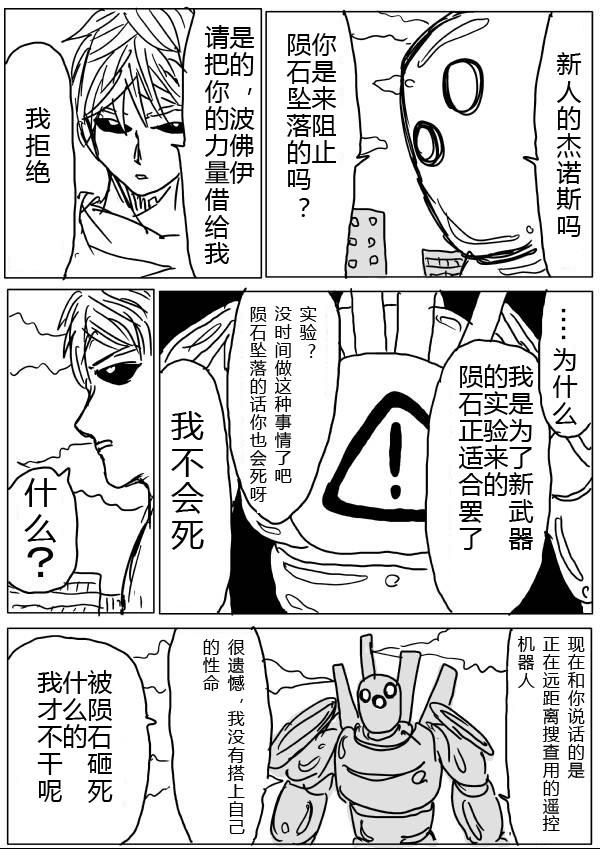 新人的杰诺斯吗
你是来阻止
陨石坠落的吗？
是的，波佛伊
请把你的力量借给我
我拒绝
…为什么
我是为了新武器
的实验来的
陨石正适合罢了
实验？
没时间做这种事情了吧
陨石坠落的话你也会死呀
!
我不会死
什么？
现在和你说话的是
正在远距离搜查用的遥控
机器人
很遗憾，我没有搭上自己
的性命
被陨石砸死
什么的
我才不干呢